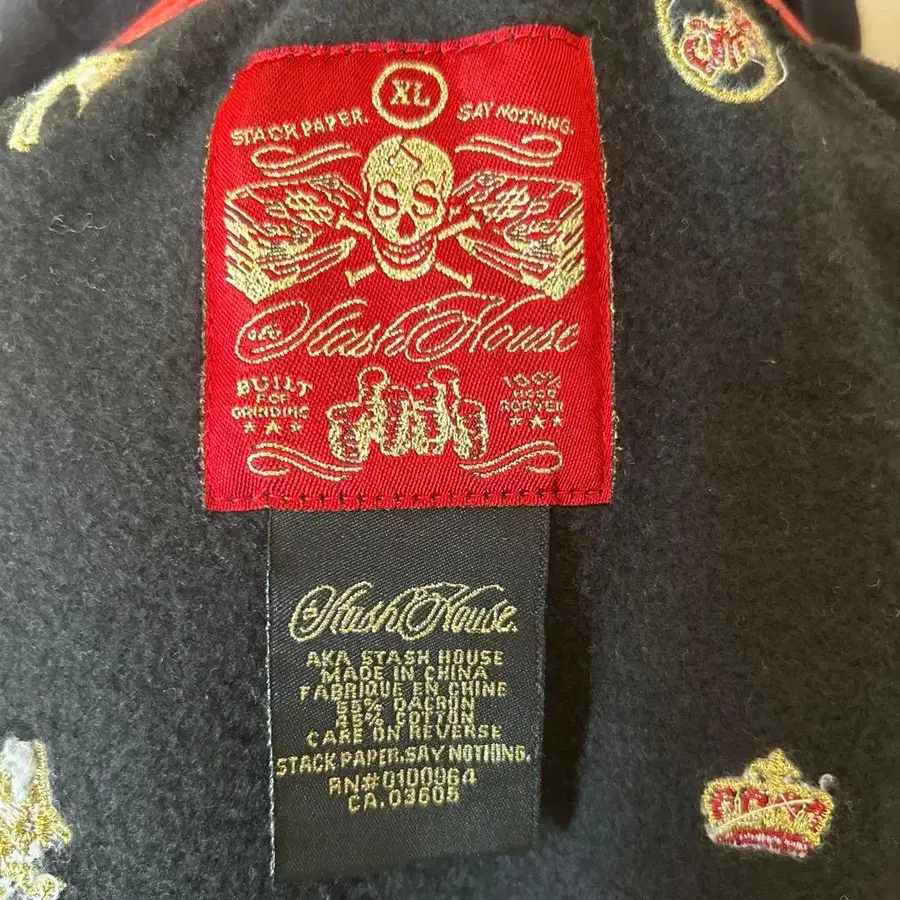 XL
STACK PAPER. SAY NOTHING.
$ $
aka Stash House
BUILT
FOR
GRINDING
100%
HOOD
aka Stash House.
AKA STASH HOUSE
MADE IN CHINA
FABRIQUE EN CHINE
55% DACRON
45% COTTON
CARE ON REVERSE
STACK PAPER.SAY NOTHING.
RN#0100964
CA.03605